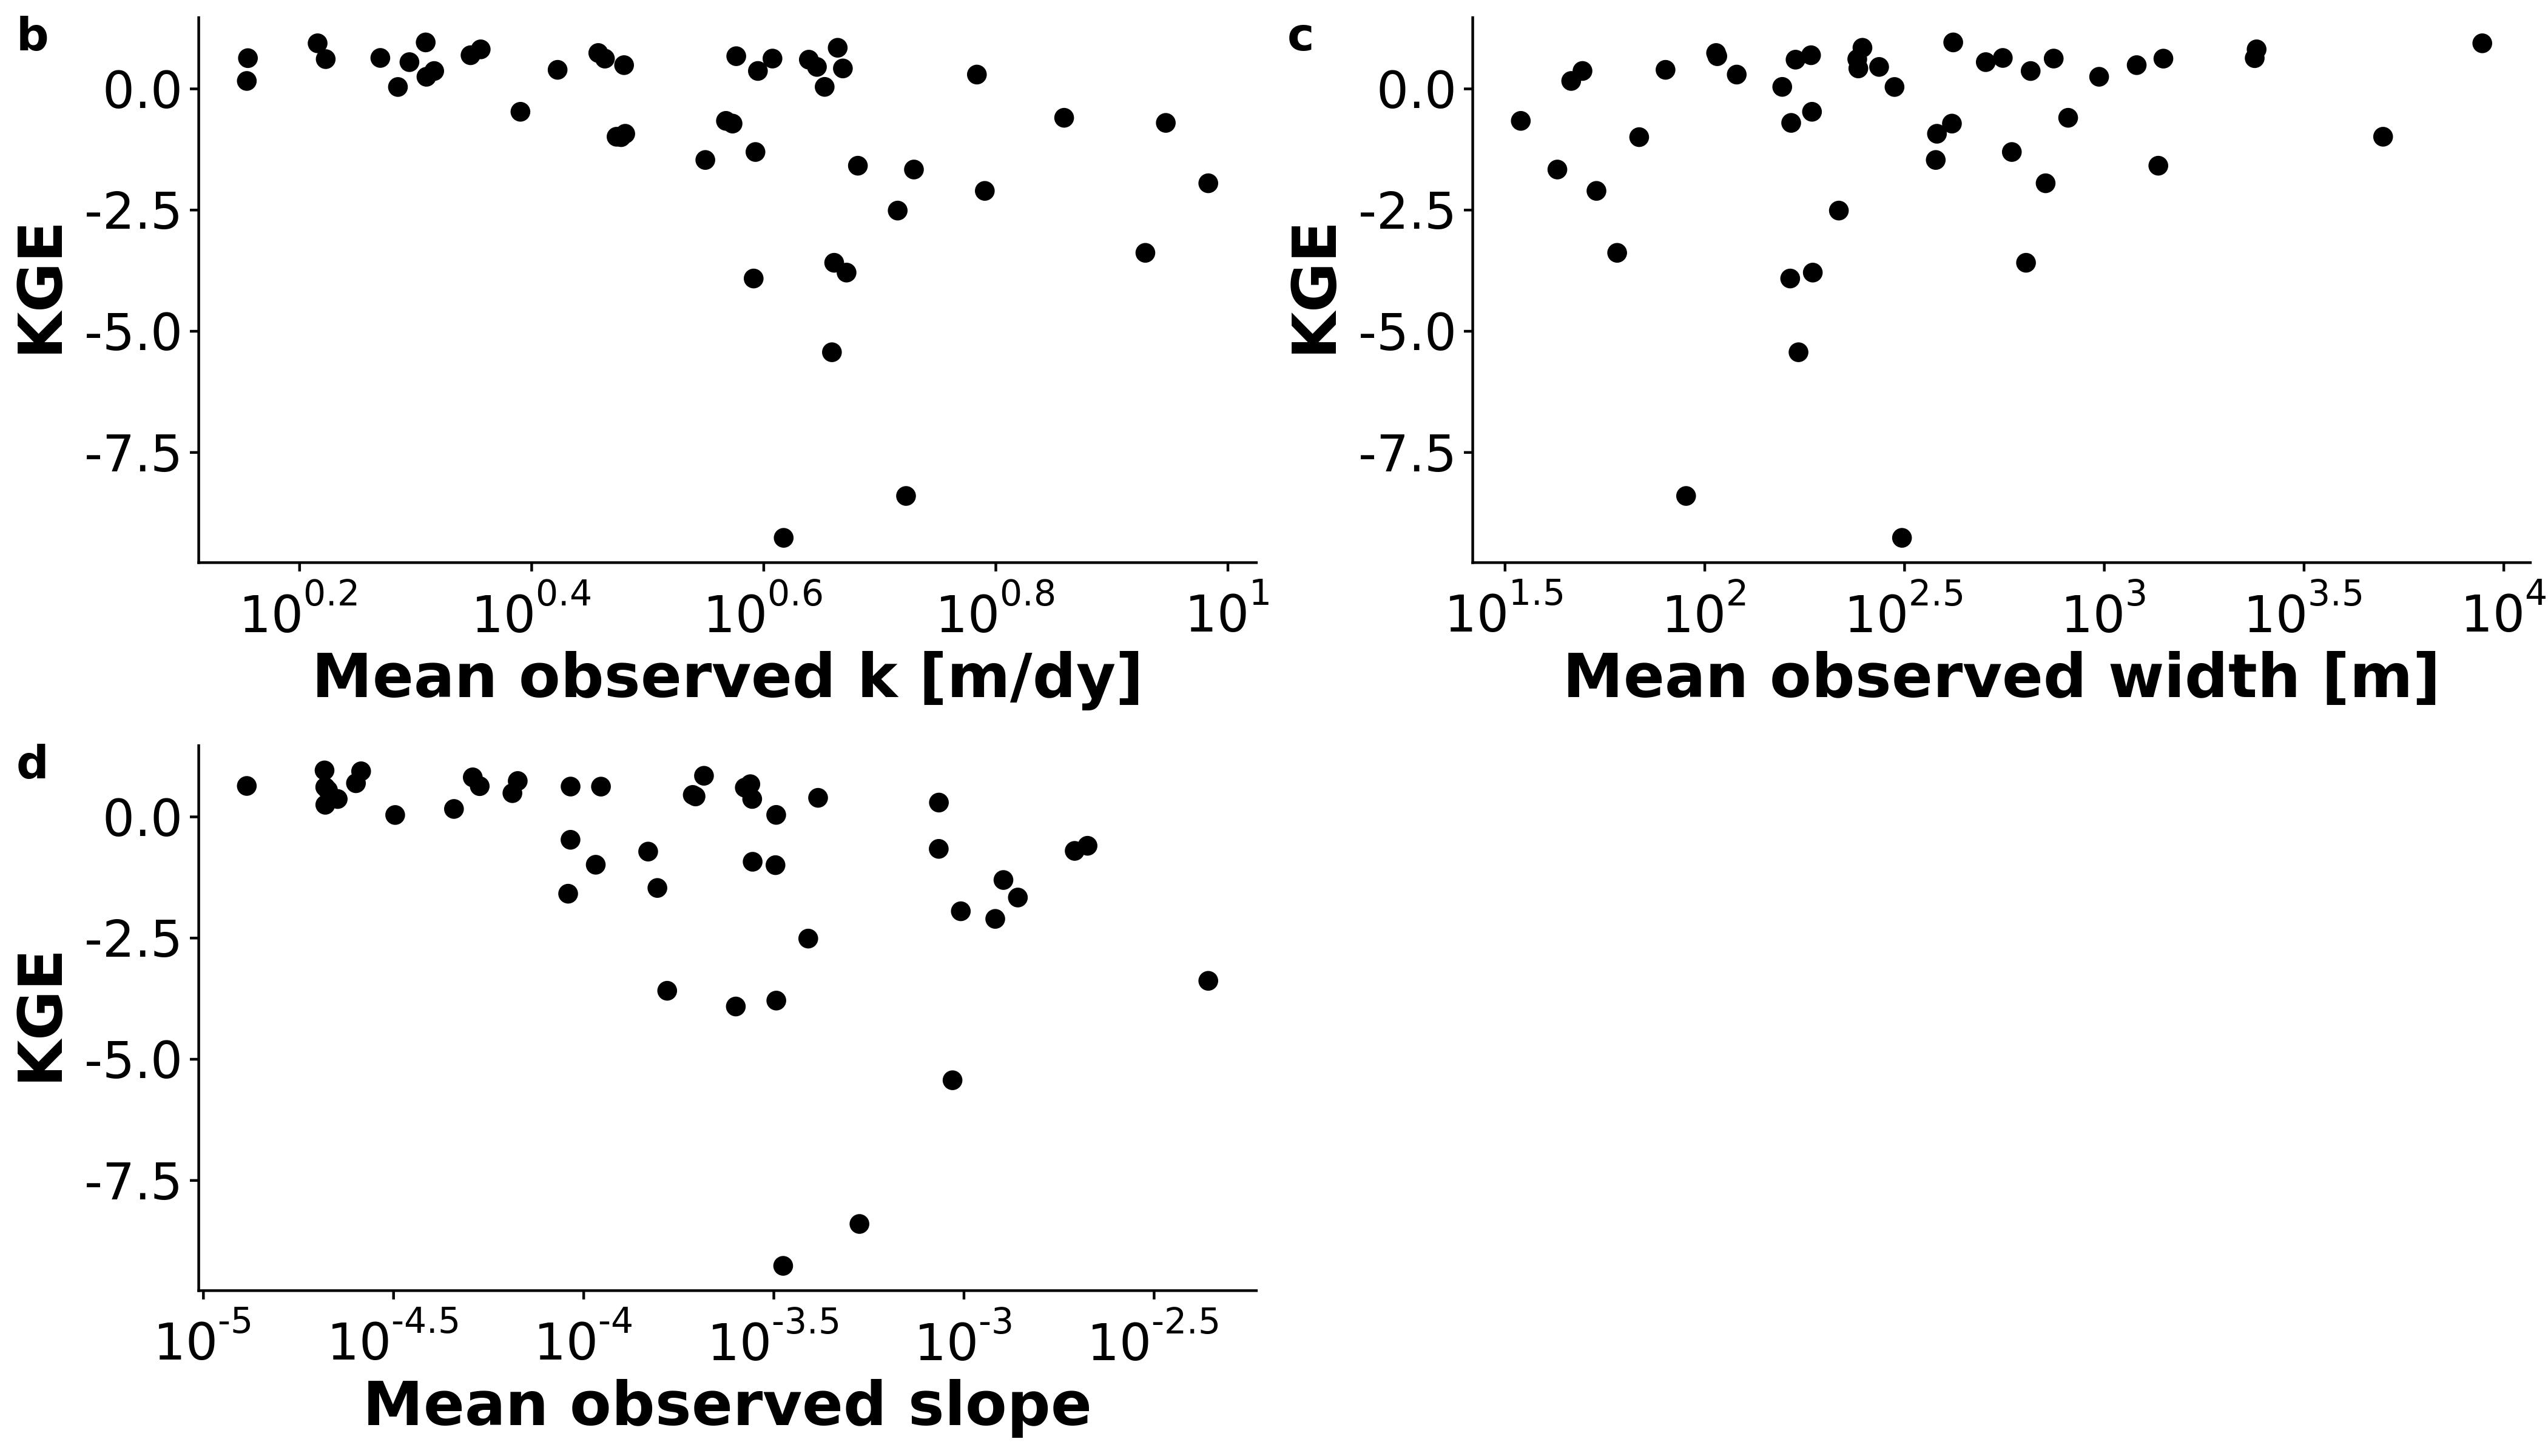 b
KGE
0.0
-2.5
-5.0
-7.5
10^0.2 10^0.4 10^0.6 10^0.8 10^1
Mean observed k [m/dy]
c
KGE
0.0
-2.5
-5.0
-7.5
10^1.5 10^2 10^2.5 10^3 10^3.5 10^4
Mean observed width [m]
d
KGE
0.0
-2.5
-5.0
-7.5
10^-5 10^-4.5 10^-4 10^-3.5 10^-3 10^-2.5
Mean observed slope